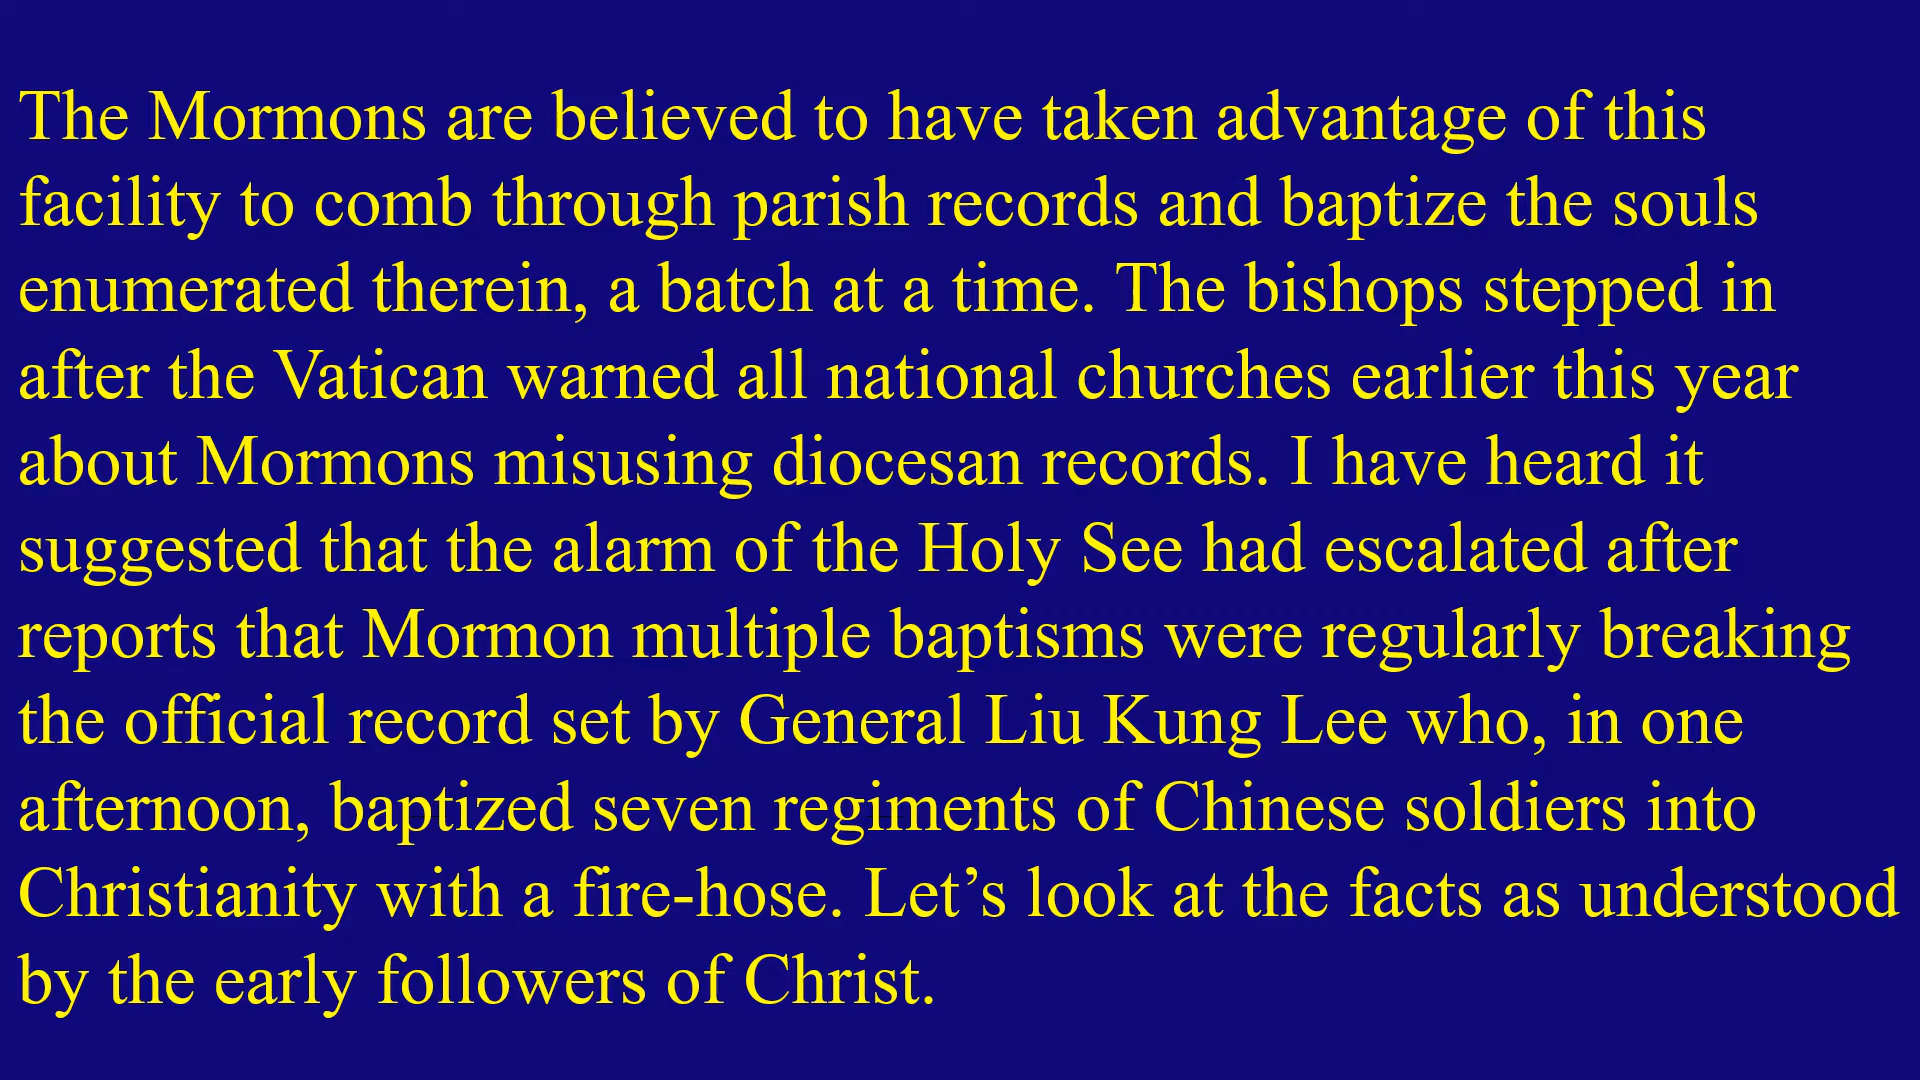 The Mormons are believed to have taken advantage of this
facility to comb through parish records and baptize the souls
enumerated therein, a batch at a time. The bishops stepped in
after the Vatican warned all national churches earlier this year
about Mormons misusing diocesan records. I have heard it
suggested that the alarm of the Holy See had escalated after
reports that Mormon multiple baptisms were regularly breaking
the official record set by General Liu Kung Lee who, in one
afternoon, baptized seven regiments of Chinese soldiers into
Christianity with a fire-hose. Let’s look at the facts as understood
by the early followers of Christ.